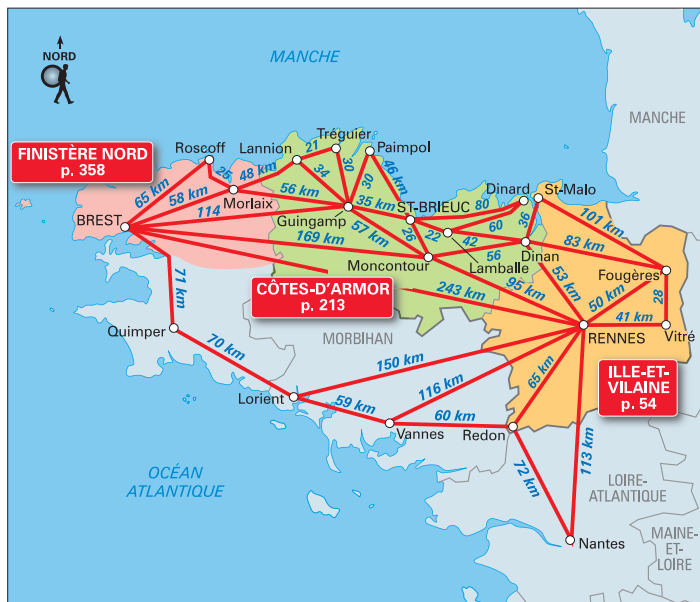 NORD
MANCHE
MANCHE
FINISTÈRE NORD
p. 358
Roscoff
Lannion
Tréguier
Paimpol
21
25
48 km
30
30
46 km
34
65 km
58 km
Morlaix
56 km
35 km
ST-BRIEUC
Dinard
St-Malo
80
60
36
101 km
BREST
114
Guingamp
26
22
42
Lamballe
Dinan
83 km
169 km
57 km
Moncontour
56
53 km
Fougères
71 km
CÔTES-D'ARMOR
p. 213
243 km
95 km
50 km
28
Quimper
MORBIHAN
RENNES
41 km
Vitré
70 km
150 km
ILLE-ET-
VILAINE
p. 54
Lorient
116 km
65 km
59 km
60 km
Vannes
Redon
113 km
72 km
OCÉAN
ATLANTIQUE
LOIRE-
ATLANTIQUE
MAINE-
ET-
LOIRE
Nantes